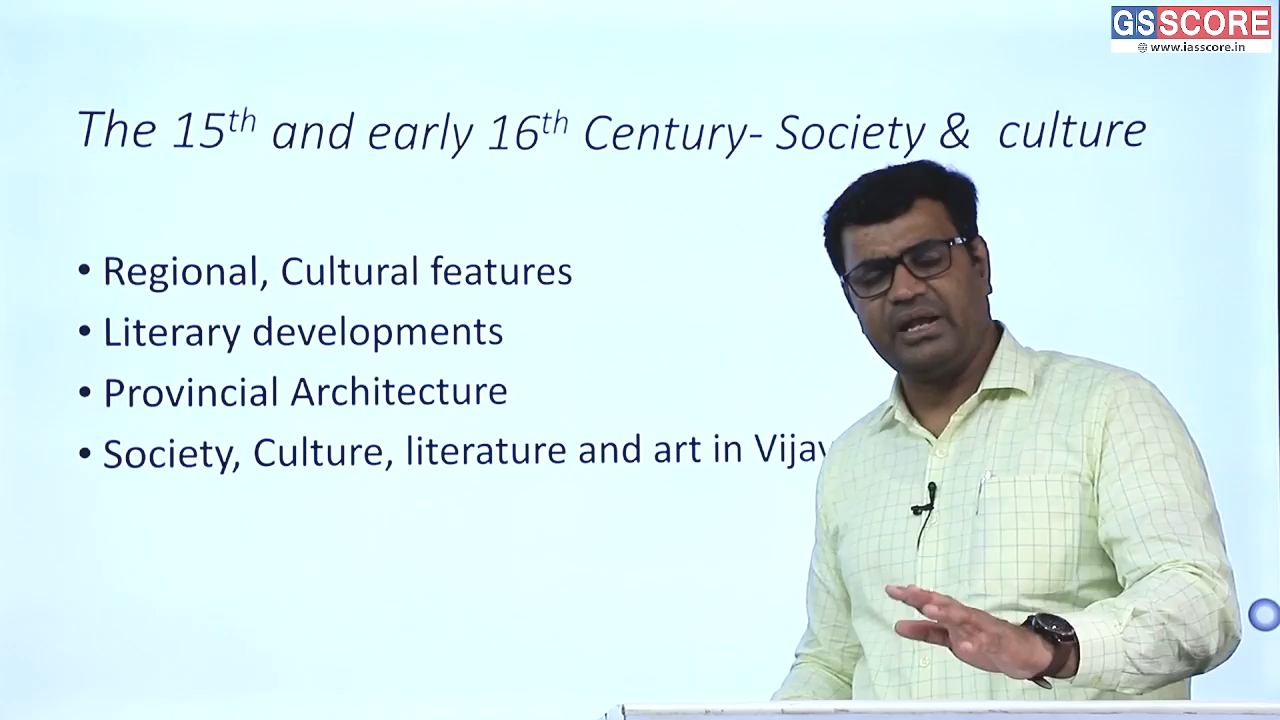 GSSCORE
www.iasscore.in
The 15th and early 16th Century- Society & culture
• Regional, Cultural features
• Literary developments
• Provincial Architecture
• Society, Culture, literature and art in